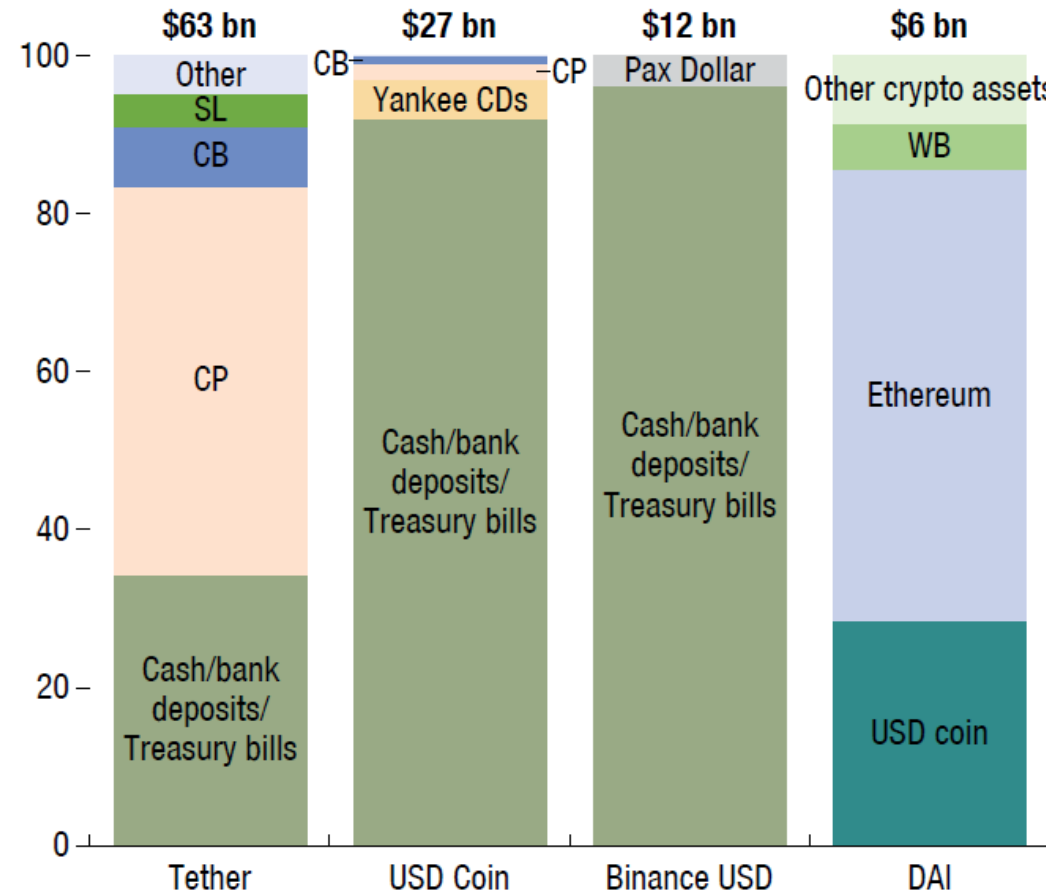 $63 bn $27 bn $12 bn $6 bn
100
80
60
40
20
0
Other
SL
CB
CP
Cash/bank
deposits/
Treasury bills
CB
CP
Yankee CDs
Cash/bank
deposits/
Treasury bills
Pax Dollar
Cash/bank
deposits/
Treasury bills
Other crypto assets
WB
Ethereum
USD coin
Tether USD Coin Binance USD DAI